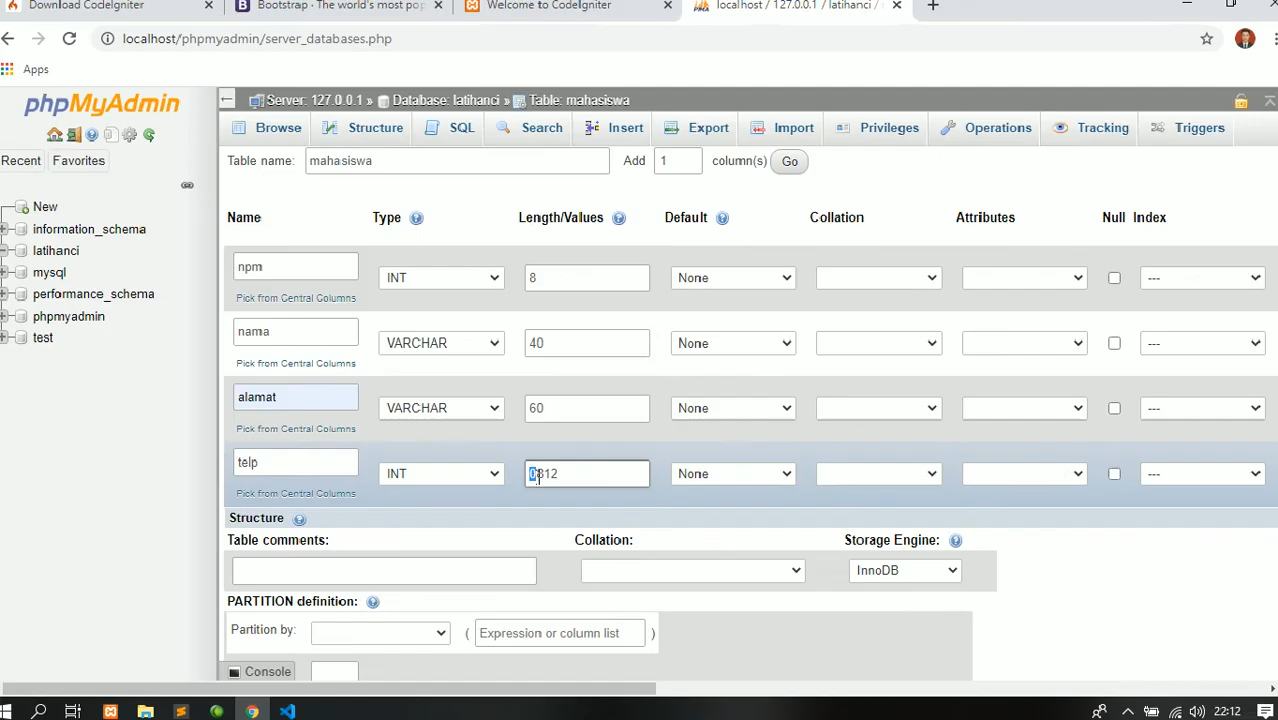 Download CodeIgniter
Bootstrap · The world's most pop
Welcome to CodeIgniter
localhost / 127.0.0.1 / latihanci /
localhost/phpmyadmin/server_databases.php
Apps
phpMyAdmin
Recent
Favorites
New
information_schema
latihanci
mysql
performance_schema
phpmyadmin
test
Server: 127.0.0.1 » Database: latihanci » Table: mahasiswa
Browse
Structure
SQL
Search
Insert
Export
Import
Privileges
Operations
Tracking
Triggers
Table name: mahasiswa Add 1 column(s) Go
Name Type Length/Values Default Collation Attributes Null Index
npm INT 8 None ---
Pick from Central Columns
nama VARCHAR 40 None ---
Pick from Central Columns
alamat VARCHAR 60 None ---
Pick from Central Columns
telp INT 0812 None ---
Pick from Central Columns
Structure
Table comments: Collation: Storage Engine:
InnoDB
PARTITION definition:
Partition by: ( Expression or column list )
Console
22:12